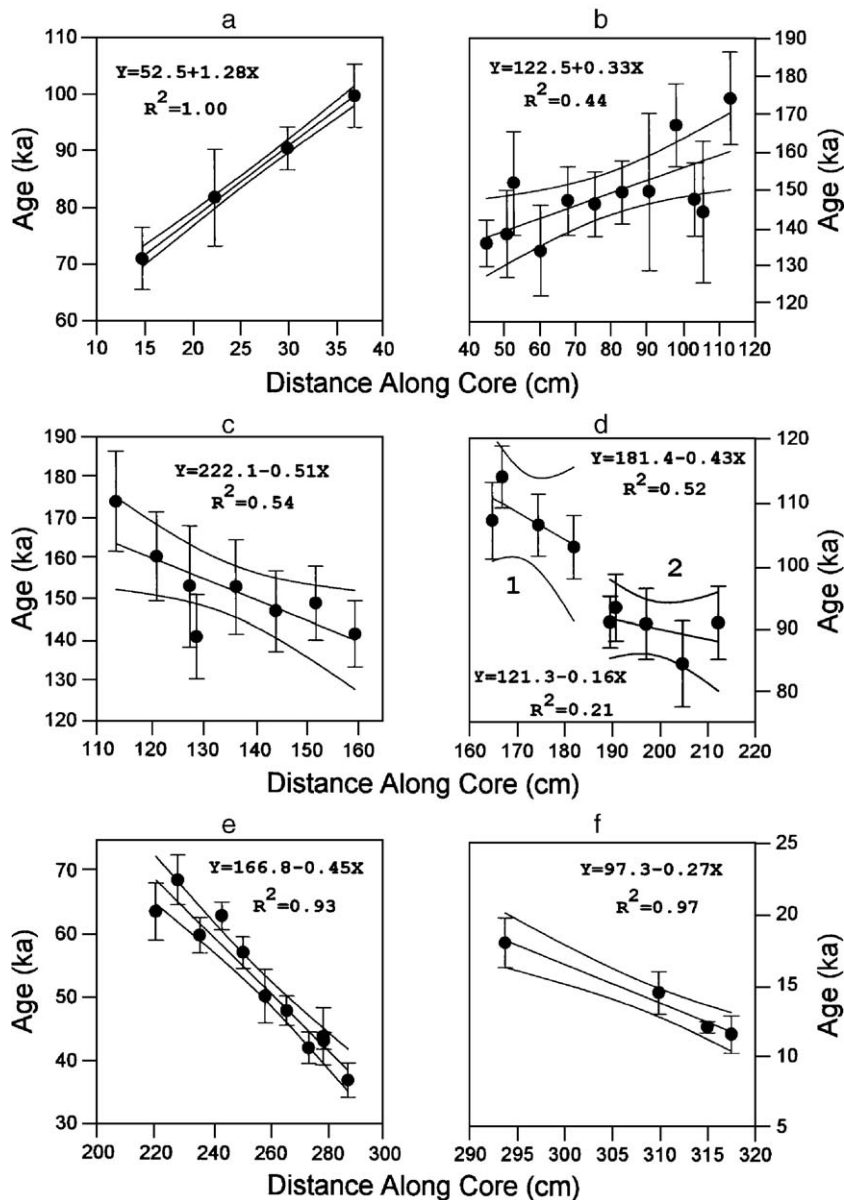 a
110
100
90
80
70
60
Age (ka)
Y=52.5+1.28X
R²=1.00
10 15 20 25 30 35 40
b
Y=122.5+0.33X
R²=0.44
190
180
170
160
150
140
130
120
Age (ka)
40 50 60 70 80 90 100 110 120
Distance Along Core (cm)
c
190
180
170
160
150
140
130
120
Age (ka)
Y=222.1-0.51X
R²=0.54
110 120 130 140 150 160
d
Y=181.4-0.43X
R²=0.52
1
2
Y=121.3-0.16X
R²=0.21
120
110
100
90
80
Age (ka)
160 170 180 190 200 210 220
Distance Along Core (cm)
e
70
60
50
40
30
Age (ka)
Y=166.8-0.45X
R²=0.93
200 220 240 260 280 300
f
Y=97.3-0.27X
R²=0.97
25
20
15
10
5
Age (ka)
290 295 300 305 310 315 320
Distance Along Core (cm)